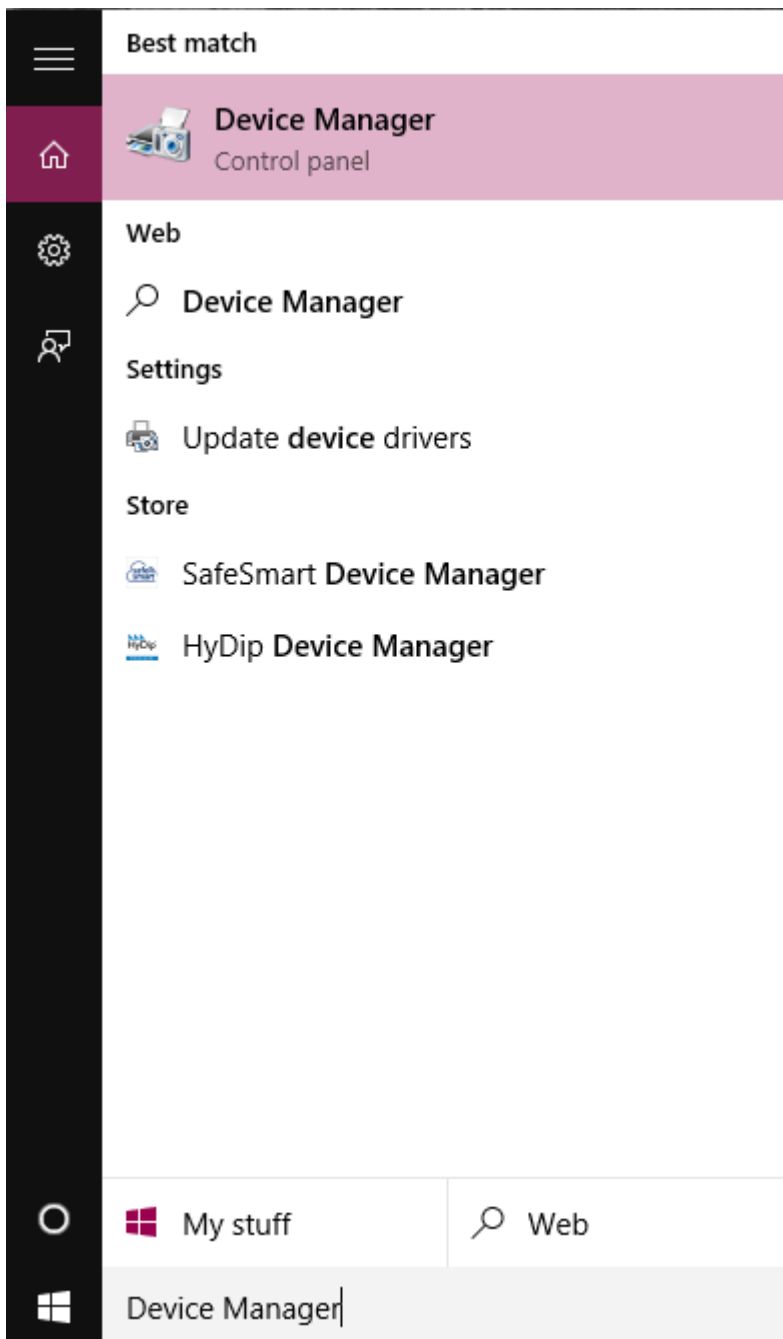 Best match
Device Manager
Control panel
Web
Device Manager
Settings
Update device drivers
Store
SafeSmart Device Manager
HyDip Device Manager
My stuff
Web
Device Manager